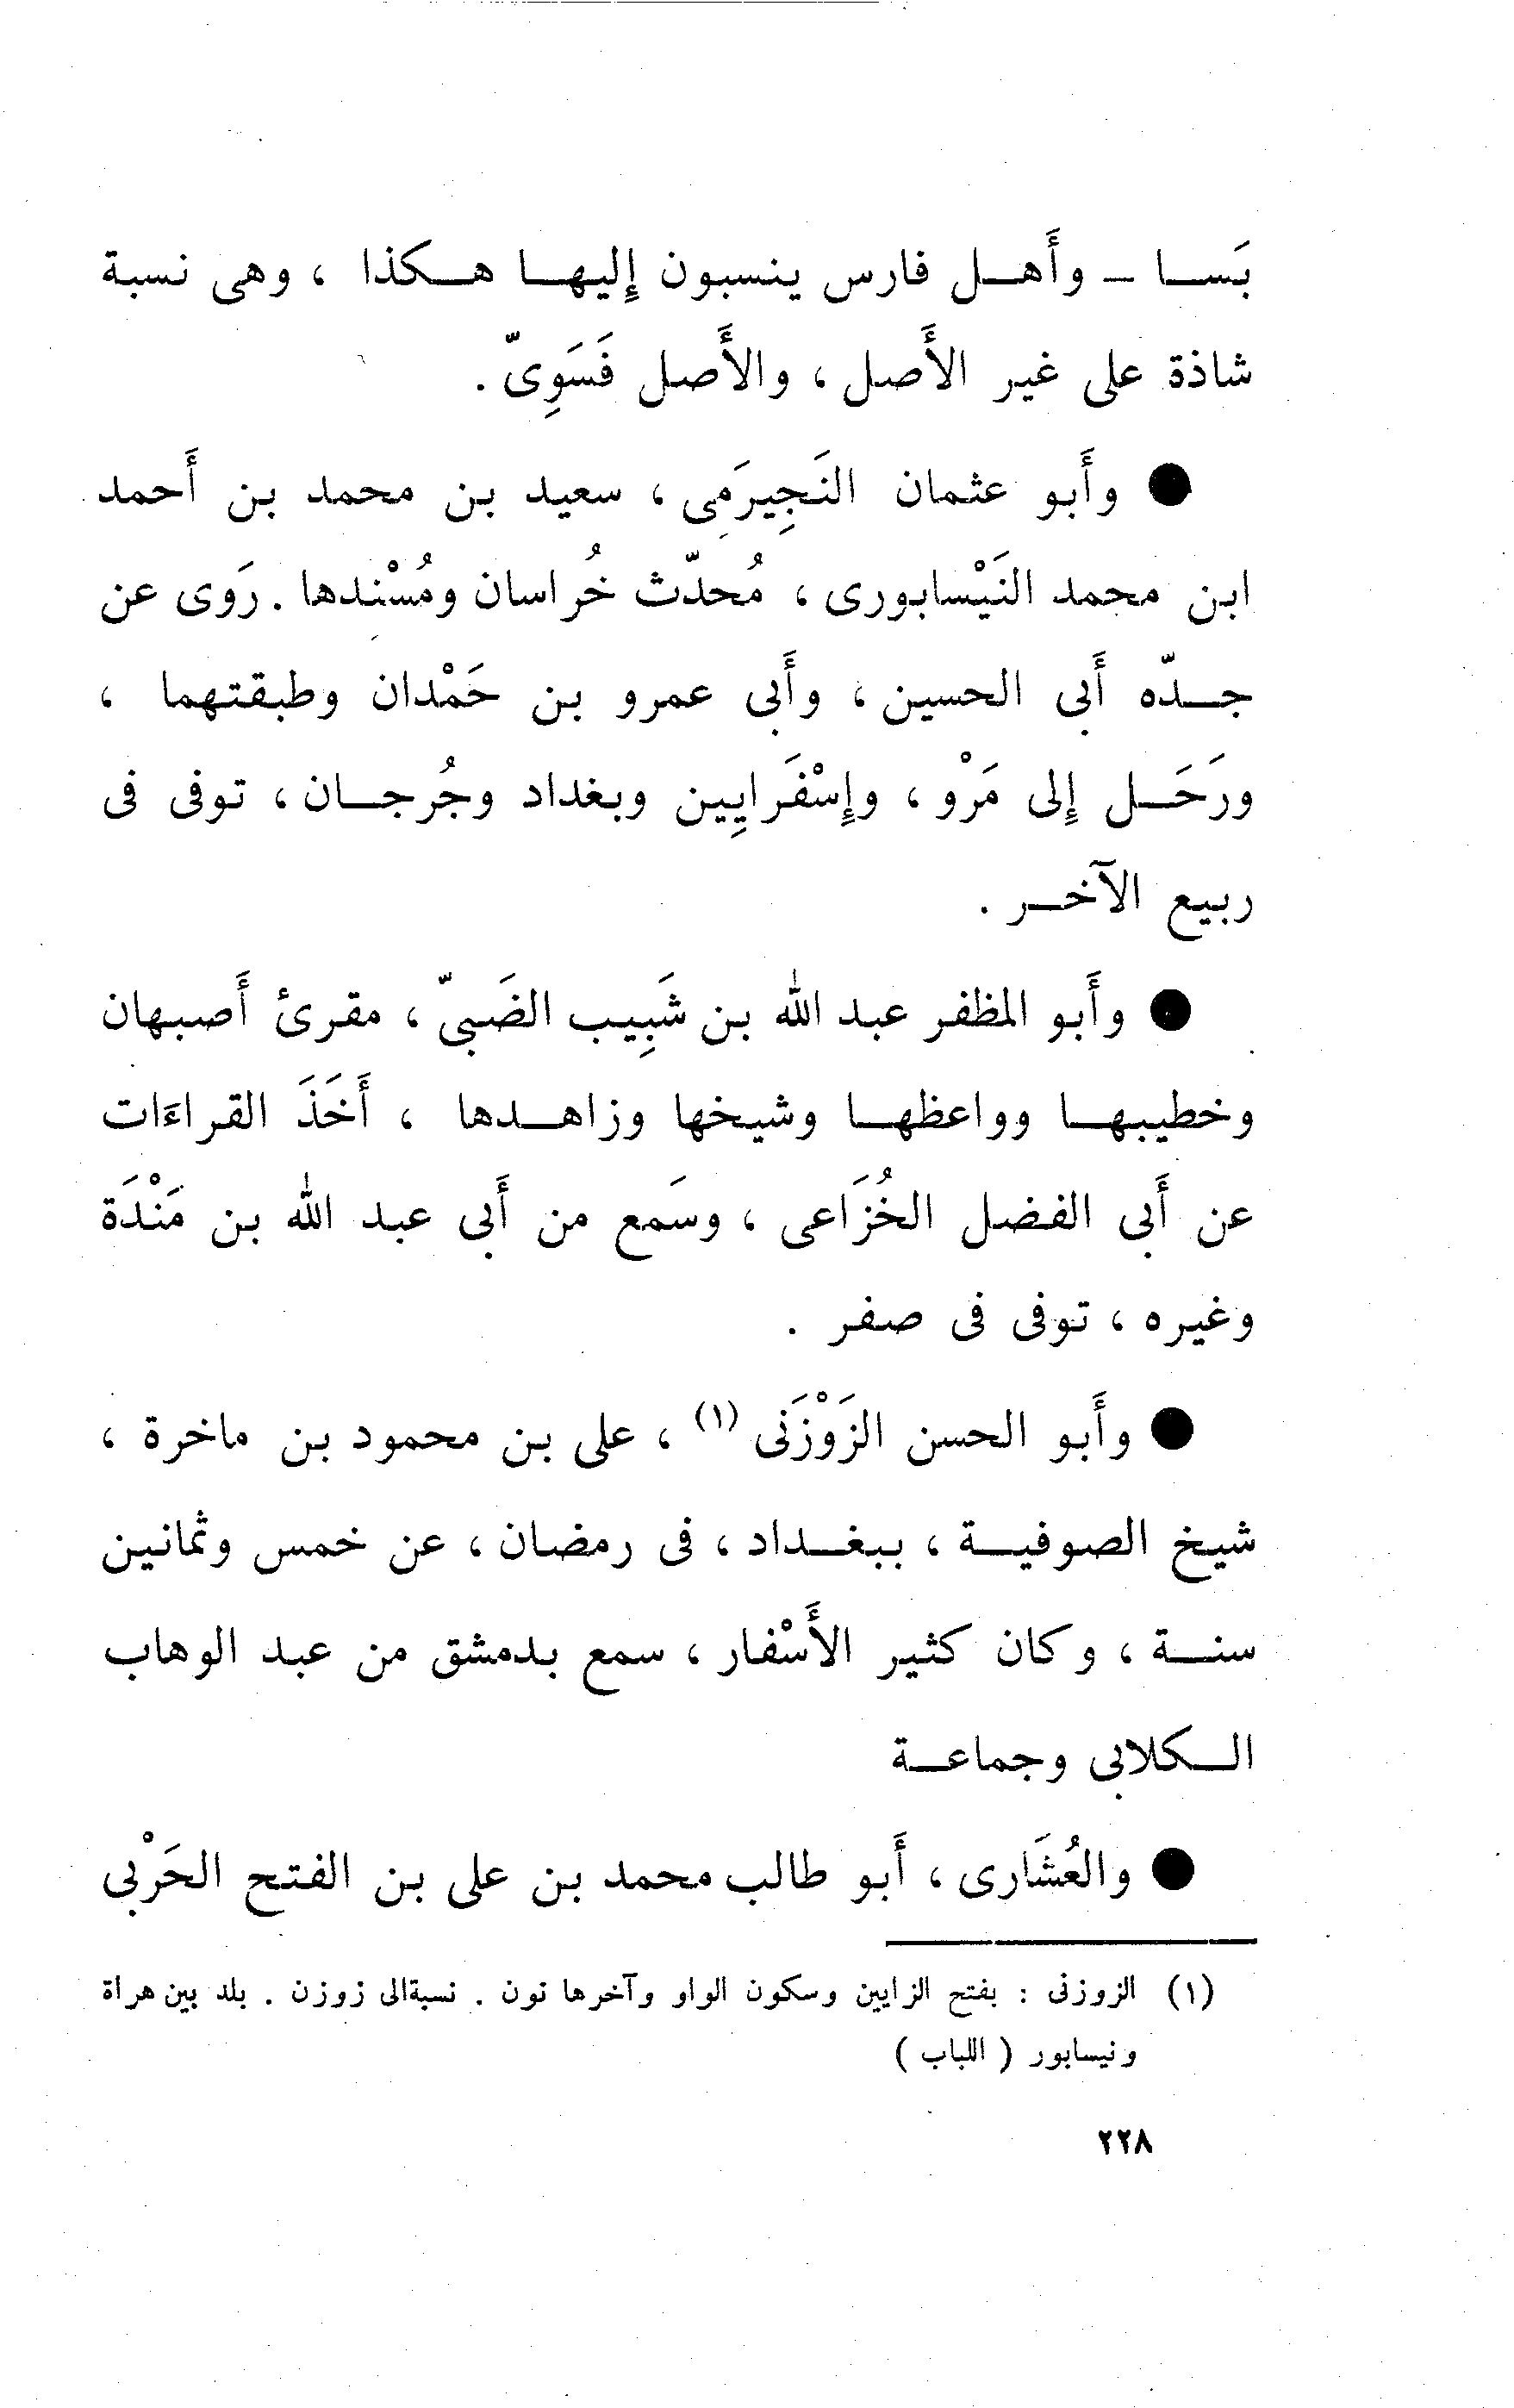 بَسا – وأَهل فارس ينسبون إِليها هكذا ، وهى نسبة
شاذة على غير الأَصل ، والأَصل فَسَوِىّ .
● وأَبو عثمان النَجِيرَمِى ، سعيد بن محمد بن أَحمد
ابن محمد النَيْسابورى ، مُحدّث خُراسان ومُسْنِدها . رَوى عن
جدّه أَبى الحسين ، وأَبى عمرو بن حَمْدان وطبقتهما ،
ورَحَل إِلى مَرْو ، وإِسْفَرايِين وبغداد وجُرجان ، توفى فى
ربيع الآخر .
● وأَبو المظفر عبد الله بن شَبِيب الضَبىّ ، مقرئ أَصبهان
وخطيبها وواعظها وشيخها وزاهدها ، أَخَذَ القراءَات
عن أَبى الفضل الخُزَاعى ، وسَمع من أَبى عبد الله بن مَنْدَة
وغيره ، توفى فى صفر .
● وأَبو الحسن الزَوْزَنى (١) ، على بن محمود بن ماخرة ،
شيخ الصوفية ، ببغداد ، فى رمضان ، عن خمس وثمانين
سنة ، وكان كثير الأَسْفار ، سمع بدمشق من عبد الوهاب
الكلابى وجماعة
● والعُشَارى ، أَبو طالب محمد بن على بن الفتح الحَرْبى
(١) الزوزنى : بفتح الزايين وسكون الواو وآخرها نون . نسبةالى زوزن . بلد بين هراة
ونيسابور ( اللباب )
٢٢٨